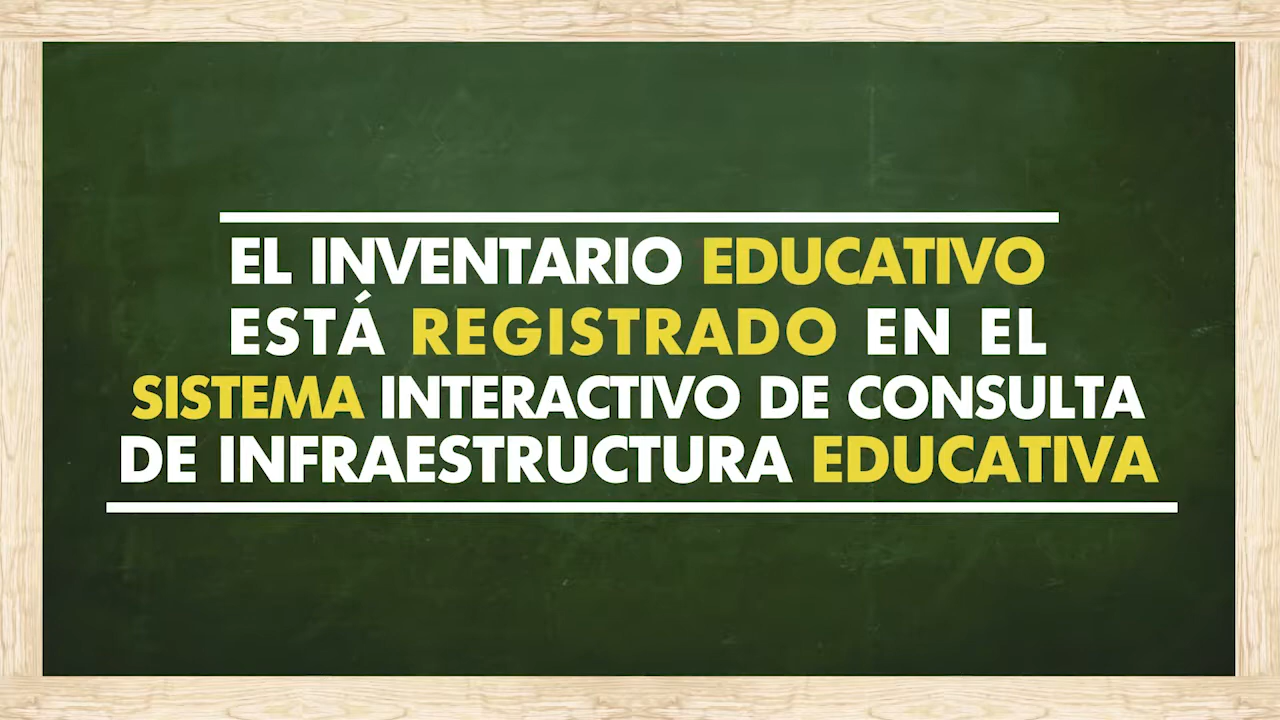 EL INVENTARIO EDUCATIVO
ESTÁ REGISTRADO EN EL
SISTEMA INTERACTIVO DE CONSULTA
DE INFRAESTRUCTURA EDUCATIVA